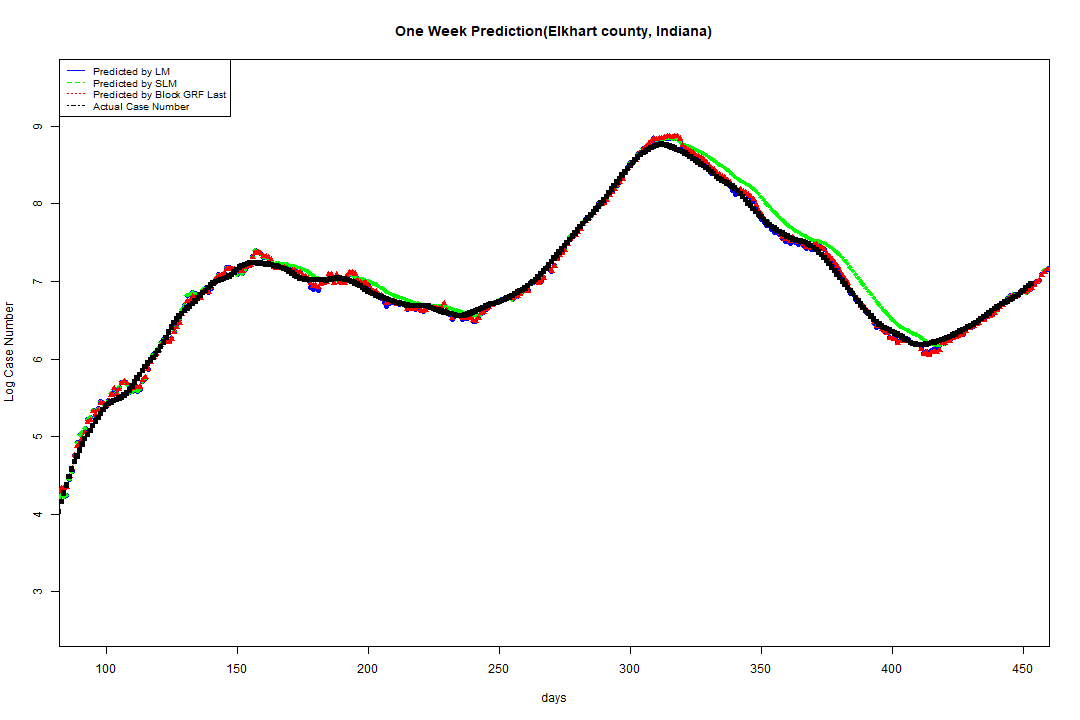 One Week Prediction(Elkhart county, Indiana)
Predicted by LM
Predicted by SLM
Predicted by Block GRF Last
Actual Case Number
9
8
7
6
5
4
3
Log Case Number
100 150 200 250 300 350 400 450
days